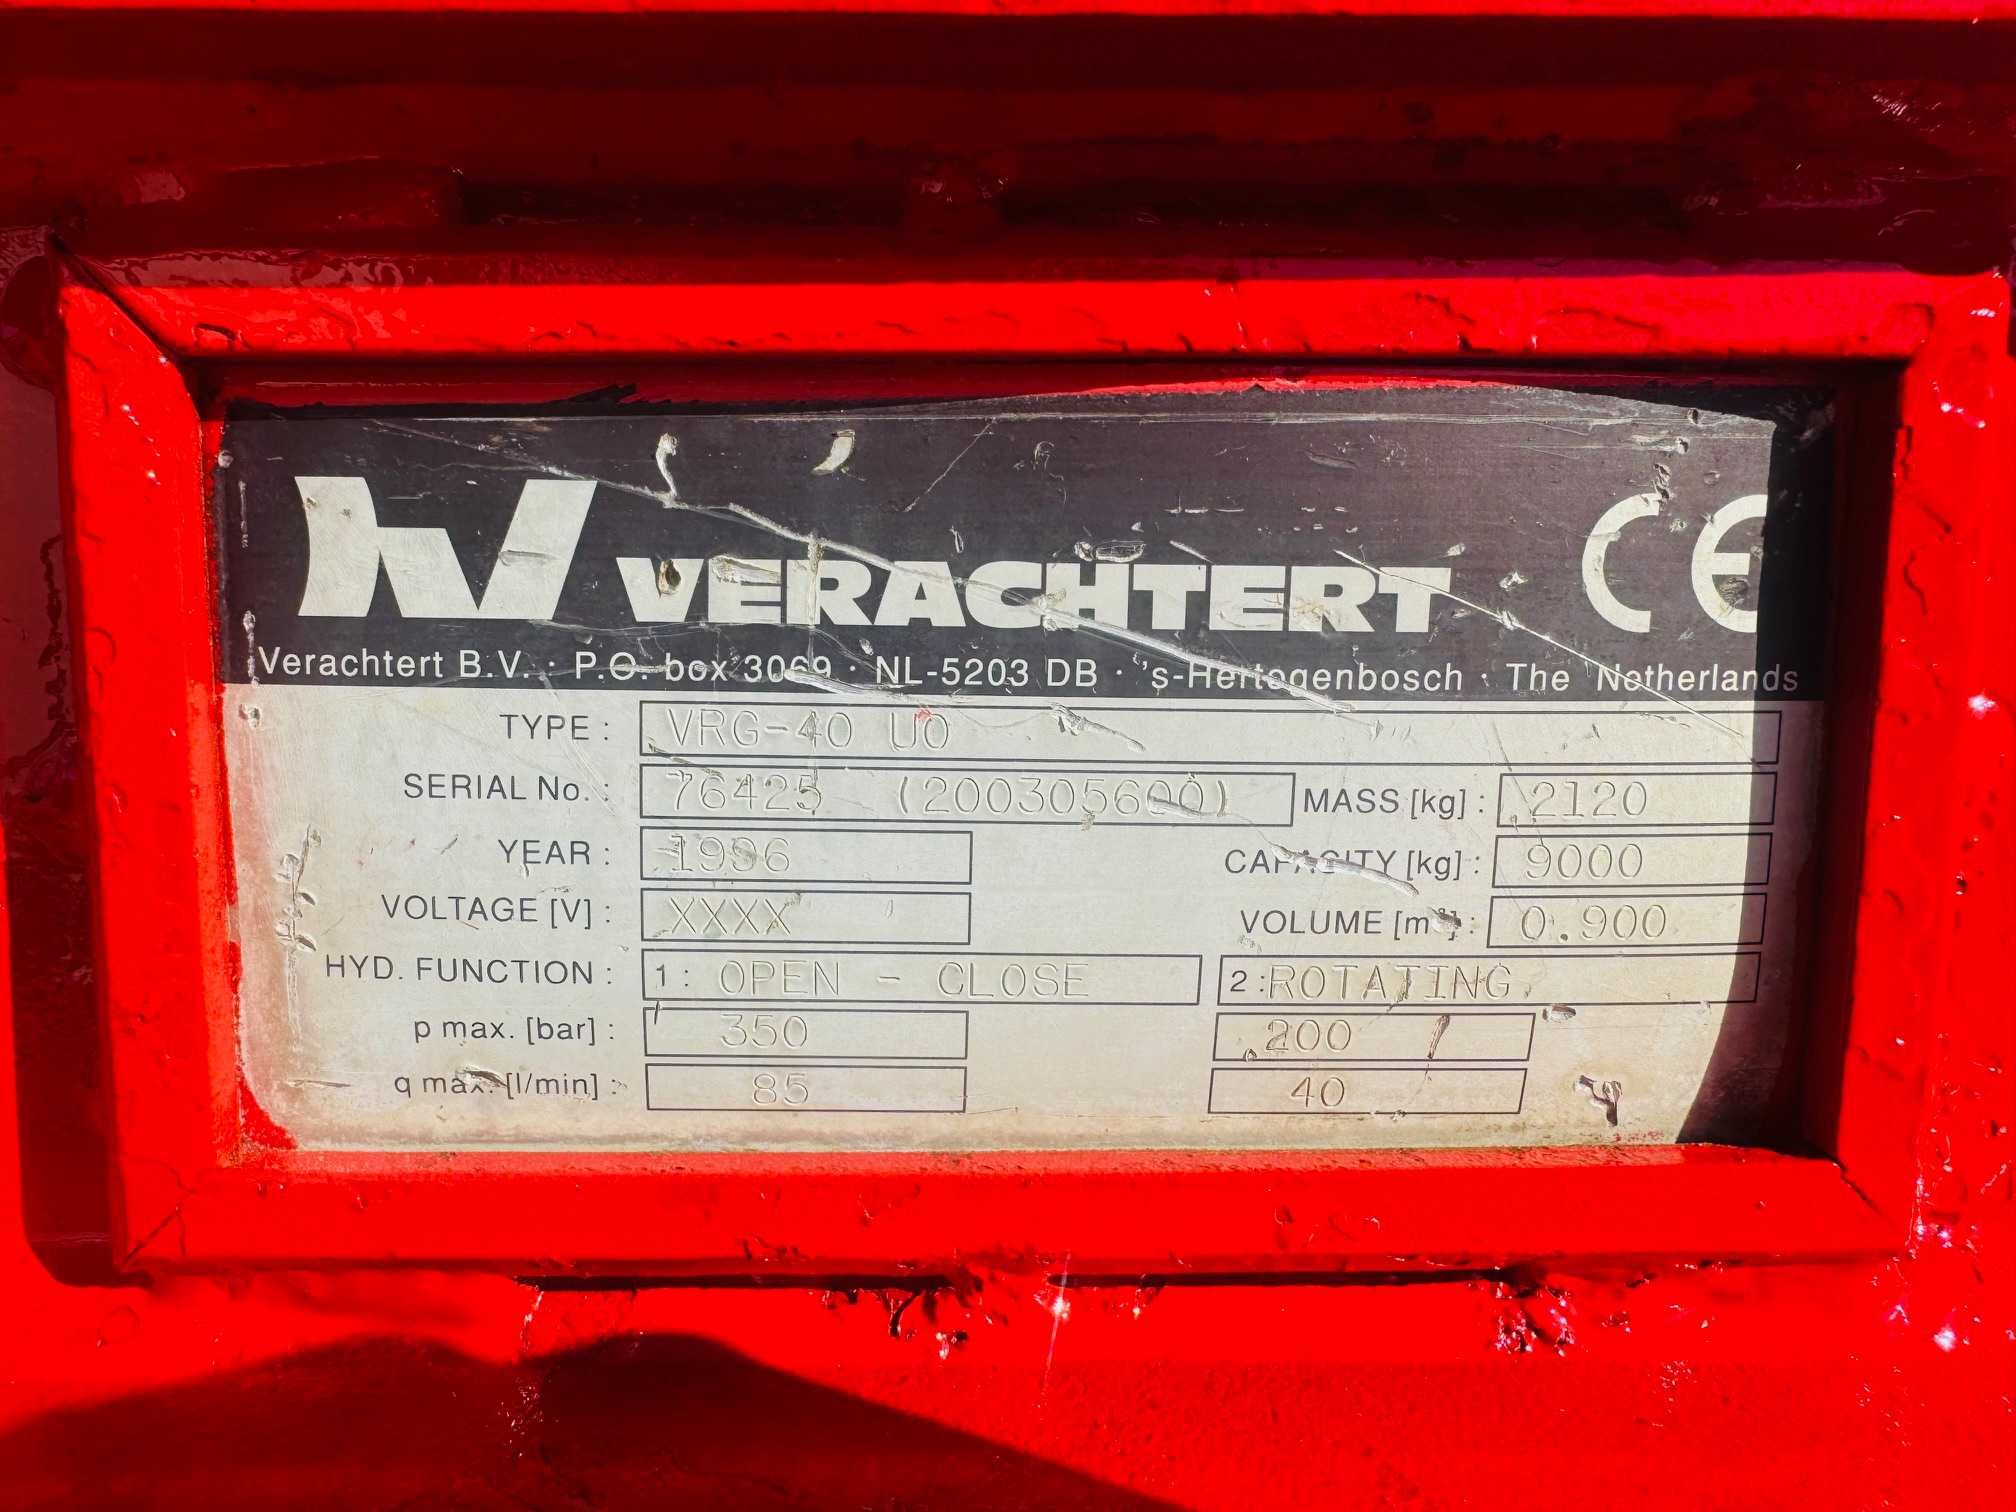 VERACHTERT CE
Verachtert B.V. · P.O. box 3069 · NL-5203 DB · 's-Hertogenbosch · The Netherlands
TYPE : VRG-40 UO
SERIAL No. : 76425 (200305600) MASS [kg] : 2120
YEAR : 1996 CAPACITY [kg] : 9000
VOLTAGE [V] : XXXX VOLUME [m³] : 0.900
HYD. FUNCTION : 1 : OPEN - CLOSE 2 : ROTATING
p max. [bar] : 350 200
q max. [l/min] : 85 40